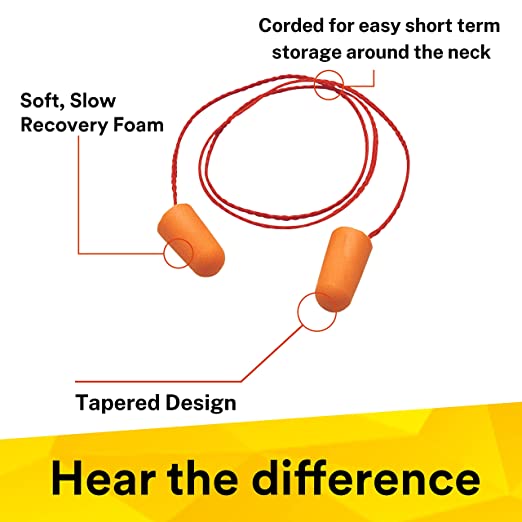 Corded for easy short term
storage around the neck
Soft, Slow
Recovery Foam
Tapered Design
Hear the difference